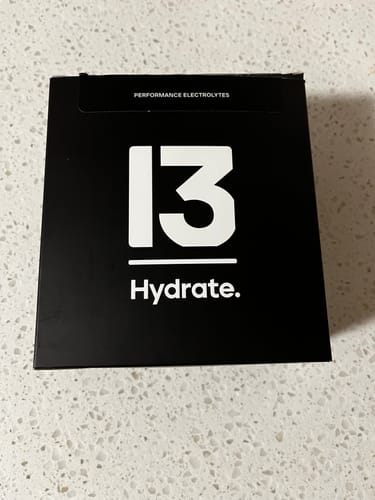 PERFORMANCE ELECTROLYTES
13
Hydrate.